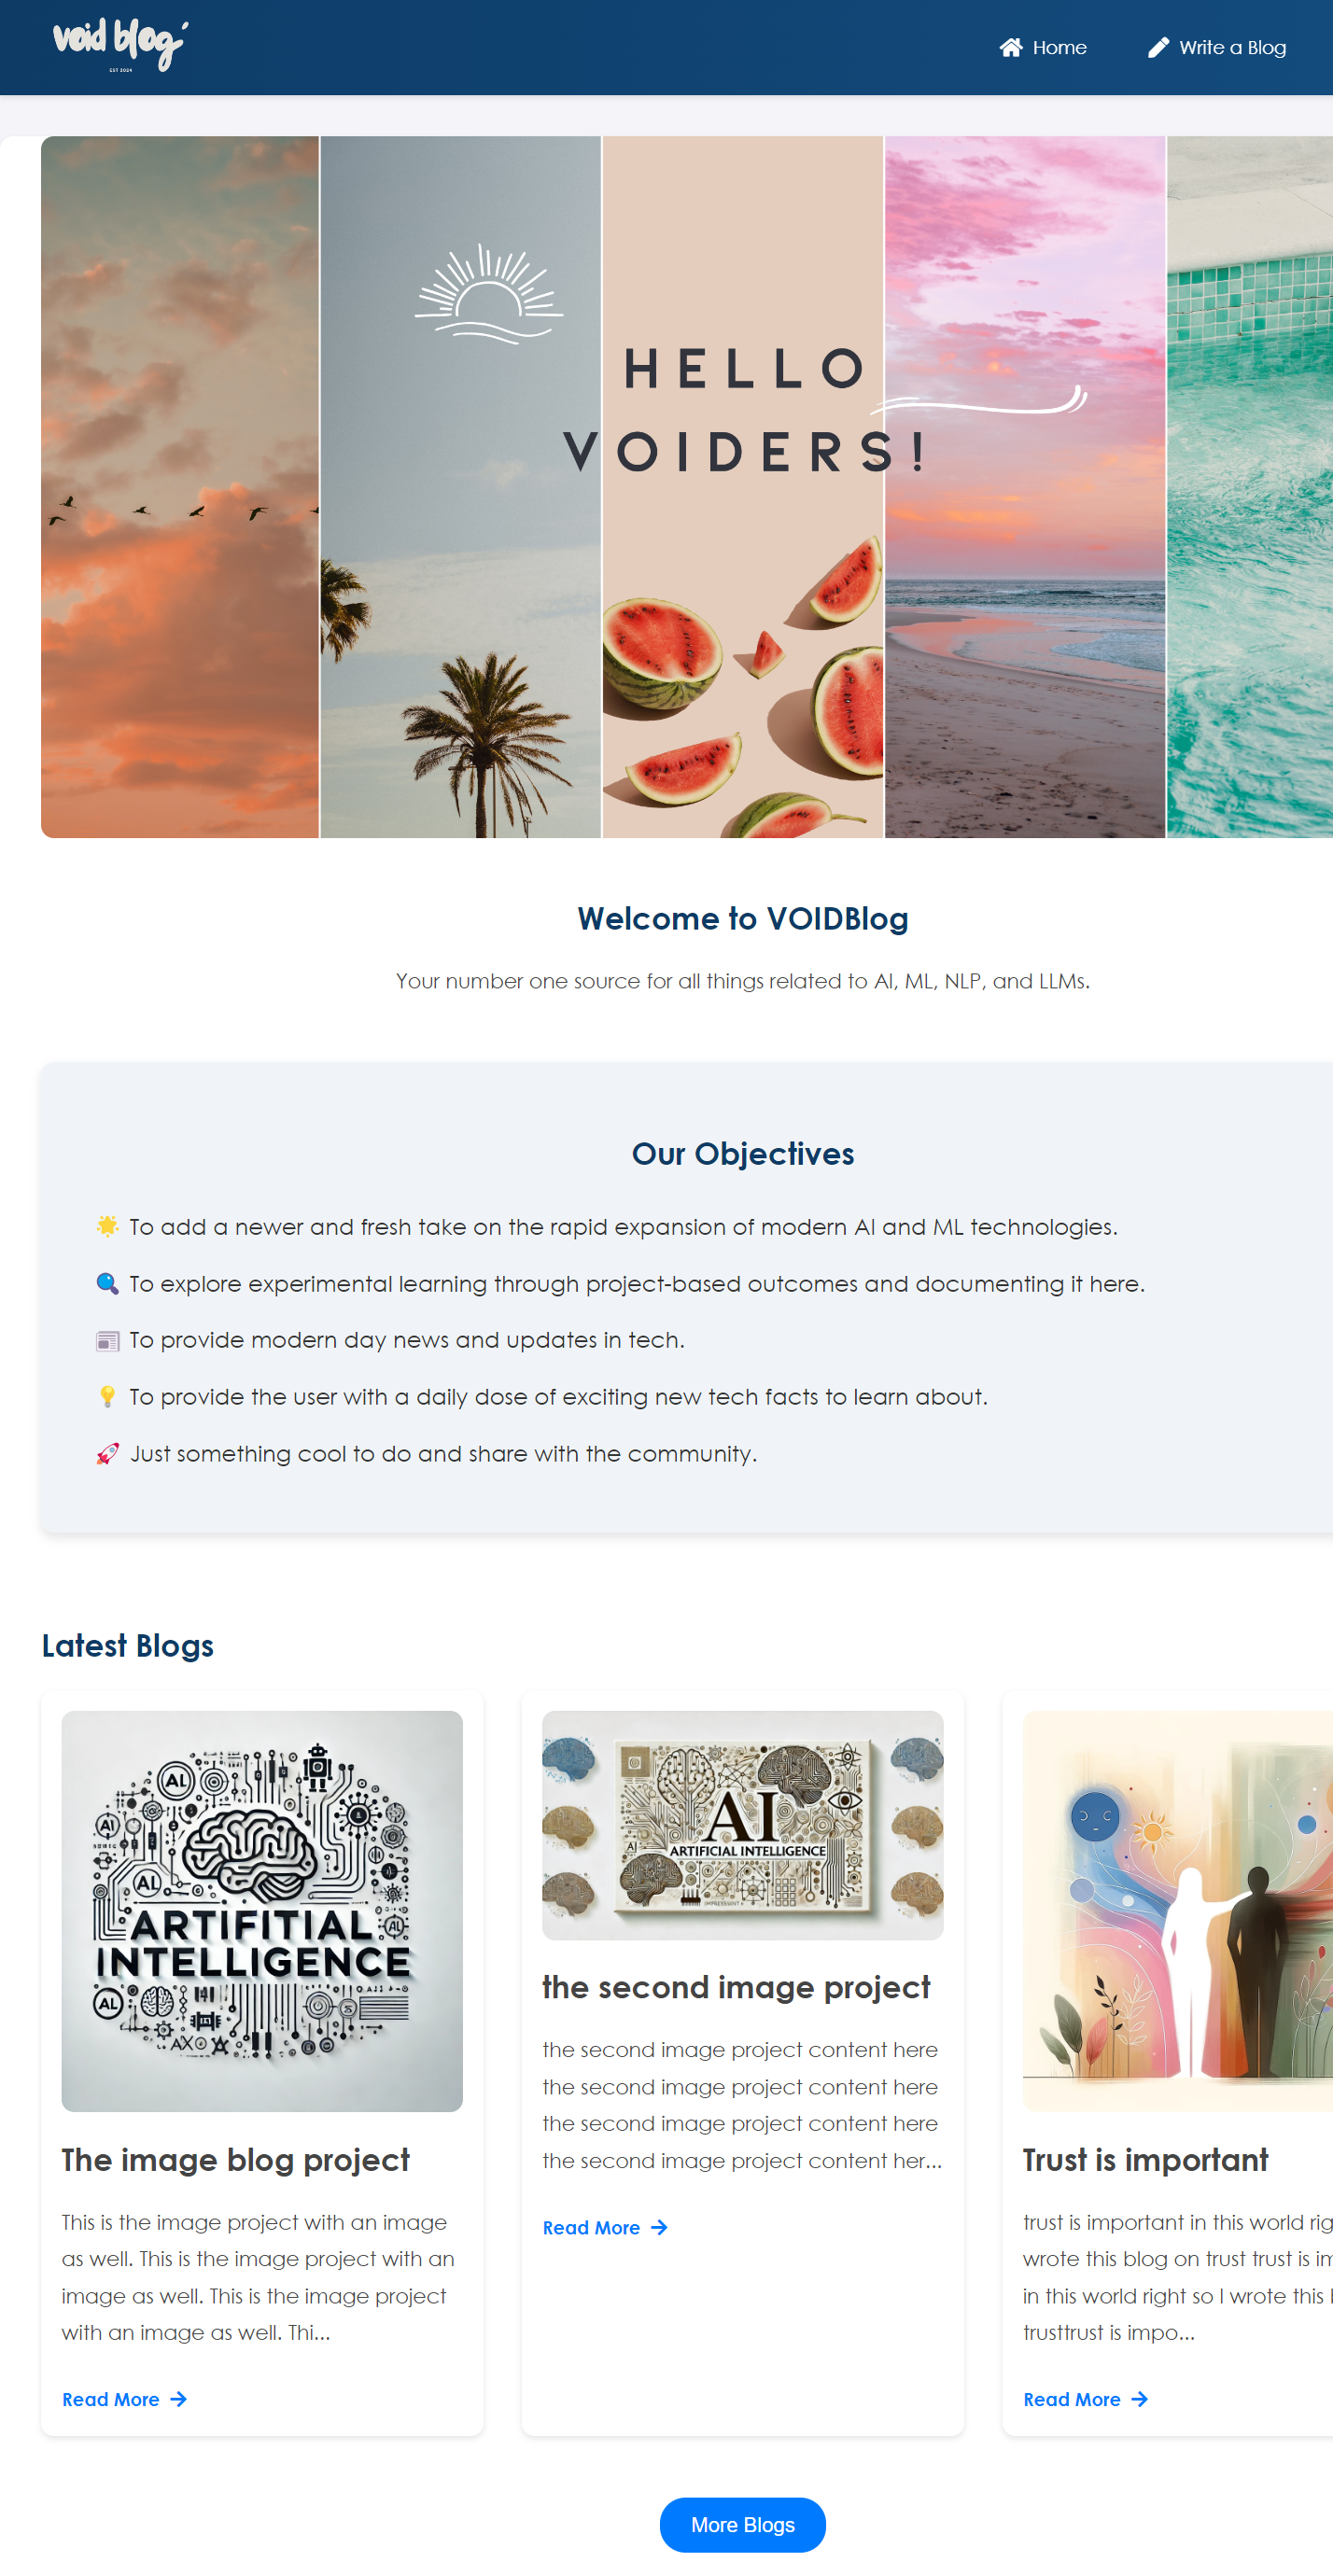 void blog
EST 2024
Home
Write a Blog
HELLO
VOIDERS!
Welcome to VOIDBlog
Your number one source for all things related to AI, ML, NLP, and LLMs.
Our Objectives
🌟 To add a newer and fresh take on the rapid expansion of modern AI and ML technologies.
🔍 To explore experimental learning through project-based outcomes and documenting it here.
📰 To provide modern day news and updates in tech.
💡 To provide the user with a daily dose of exciting new tech facts to learn about.
🚀 Just something cool to do and share with the community.
Latest Blogs
AI
AI
AI
ARTIFITIAL
INTELLIGENCE
AI
The image blog project
This is the image project with an image
as well. This is the image project with an
image as well. This is the image project
with an image as well. Thi...
Read More
AI
ARTIFICIAL INTELLIGENCE
the second image project
the second image project content here
the second image project content here
the second image project content here
the second image project content her...
Read More
Trust is important
trust is important in this world rig
wrote this blog on trust trust is im
in this world right so I wrote this
trusttrust is impo...
Read More
More Blogs